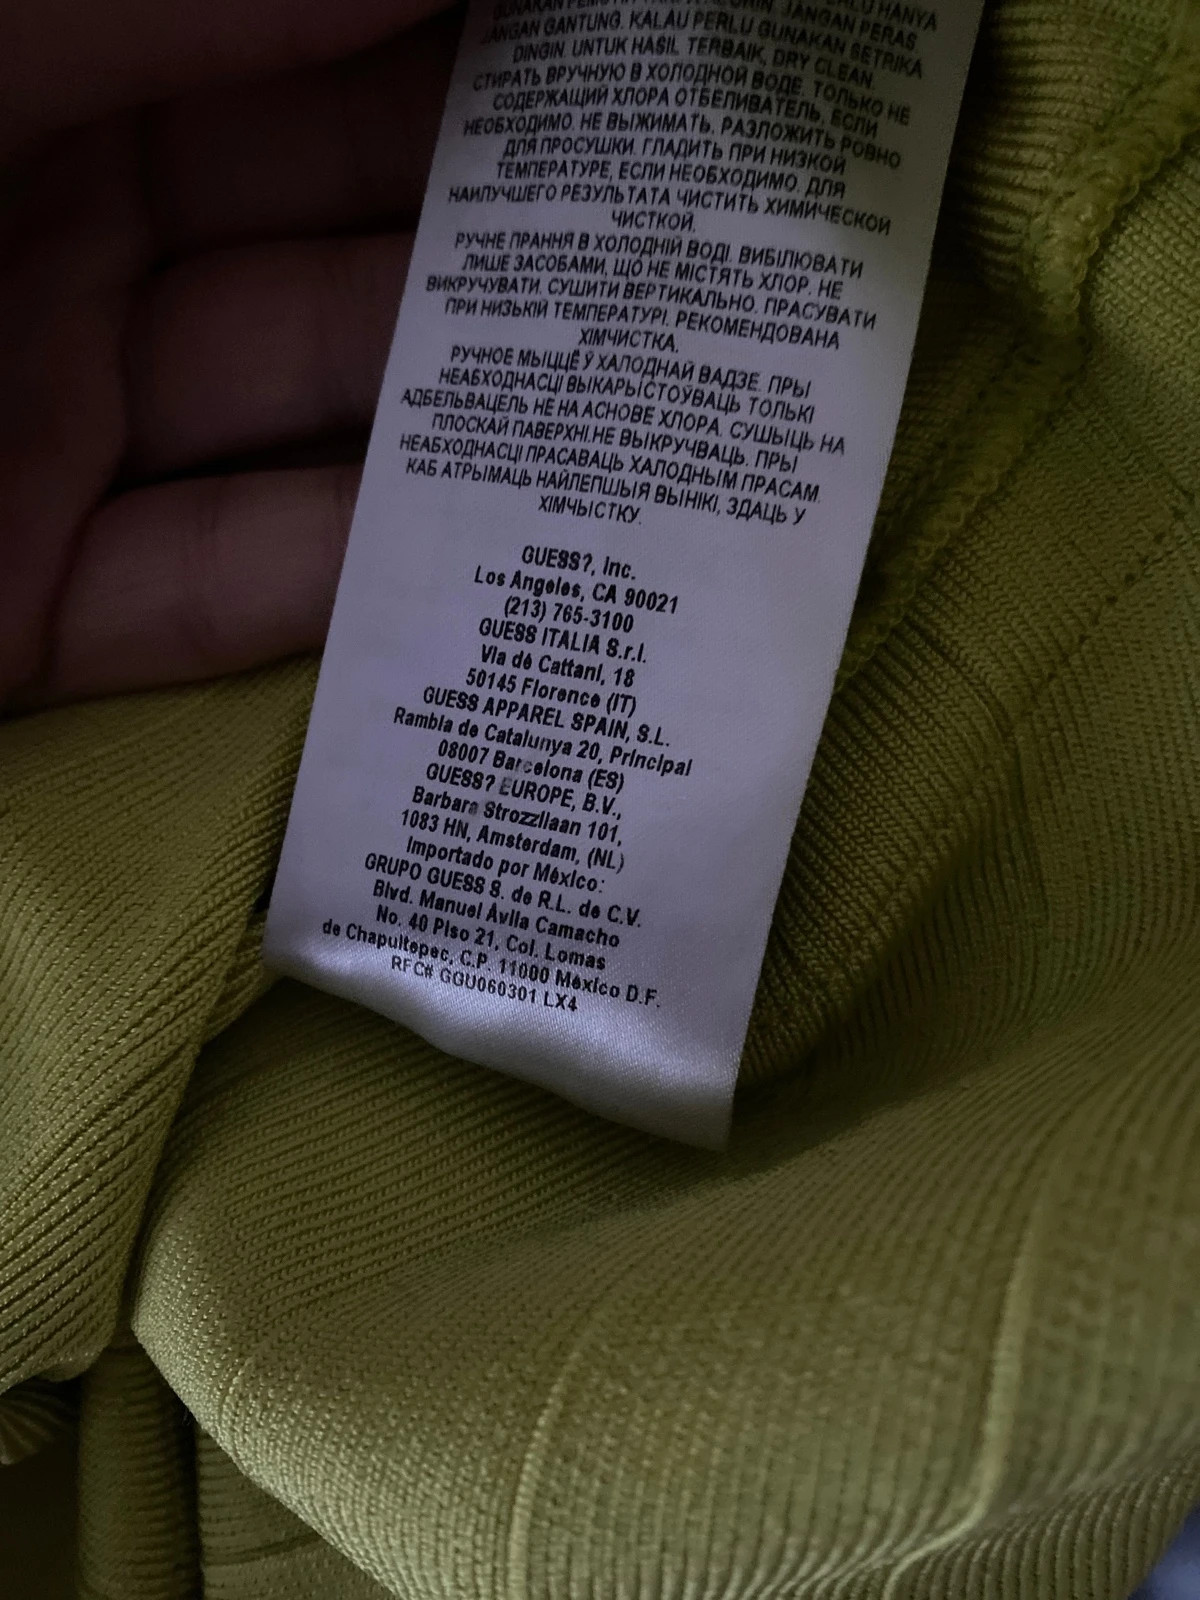 GUNAKAN PEMUTIH PERLU HANYA
JANGAN PERAS.
JANGAN GANTUNG. KALAU PERLU GUNAKAN SETRIKA
DINGIN. UNTUK HASIL TERBAIK, DRY CLEAN.
СТИРАТЬ ВРУЧНУЮ В ХОЛОДНОЙ ВОДЕ. ТОЛЬКО НЕ
СОДЕРЖАЩИЙ ХЛОРА ОТБЕЛИВАТЕЛЬ, ЕСЛИ
НЕОБХОДИМО. НЕ ВЫЖИМАТЬ. РАЗЛОЖИТЬ РОВНО
ДЛЯ ПРОСУШКИ. ГЛАДИТЬ ПРИ НИЗКОЙ
ТЕМПЕРАТУРЕ, ЕСЛИ НЕОБХОДИМО. ДЛЯ
НАИЛУЧШЕГО РЕЗУЛЬТАТА ЧИСТИТЬ ХИМИЧЕСКОЙ
ЧИСТКОЙ.
РУЧНЕ ПРАННЯ В ХОЛОДНІЙ ВОДІ. ВИБІЛЮВАТИ
ЛИШЕ ЗАСОБАМИ, ЩО НЕ МІСТЯТЬ ХЛОР. НЕ
ВИКРУЧУВАТИ. СУШИТИ ВЕРТИКАЛЬНО. ПРАСУВАТИ
ПРИ НИЗЬКІЙ ТЕМПЕРАТУРІ. РЕКОМЕНДОВАНА
ХІМЧИСТКА.
РУЧНОЕ МЫЦЦЁ Ў ХАЛОДНАЙ ВАДЗЕ. ПРЫ
НЕАБХОДНАСЦІ ВЫКАРЫСТОЎВАЦЬ ТОЛЬКІ
АДБЕЛЬВАЦЕЛЬ НЕ НА АСНОВЕ ХЛОРА. СУШЫЦЬ НА
ПЛОСКАЙ ПАВЕРХНІ.НЕ ВЫКРУЧВАЦЬ. ПРЫ
НЕАБХОДНАСЦІ ПРАСАВАЦЬ ХАЛОДНЫМ ПРАСАМ.
КАБ АТРЫМАЦЬ НАЙЛЕПШЫЯ ВЫНІКІ, ЗДАЦЬ У
ХІМЧЫСТКУ.
GUESS?, Inc.
Los Angeles, CA 90021
(213) 765-3100
GUESS ITALIA S.r.l.
Via de Cattani, 18
50145 Florence (IT)
GUESS APPAREL SPAIN, S.L.
Rambla de Catalunya 20, Principal
08007 Barcelona (ES)
GUESS? EUROPE, B.V.,
Barbara Strozzilaan 101,
1083 HN, Amsterdam, (NL)
Importado por México:
GRUPO GUESS S. de R.L. de C.V.
Blvd. Manuel Ávila Camacho
No. 40 Piso 21, Col. Lomas
de Chapultepec, C.P. 11000 México D.F.
RFC# GGU060301 LX4